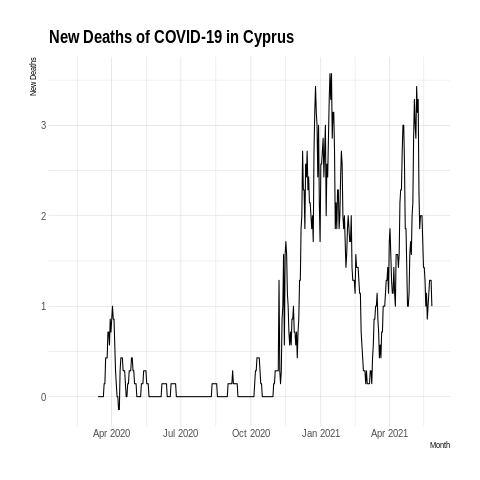 New Deaths of COVID-19 in Cyprus
New Deaths
3
2
1
0
Apr 2020 Jul 2020 Oct 2020 Jan 2021 Apr 2021
Month